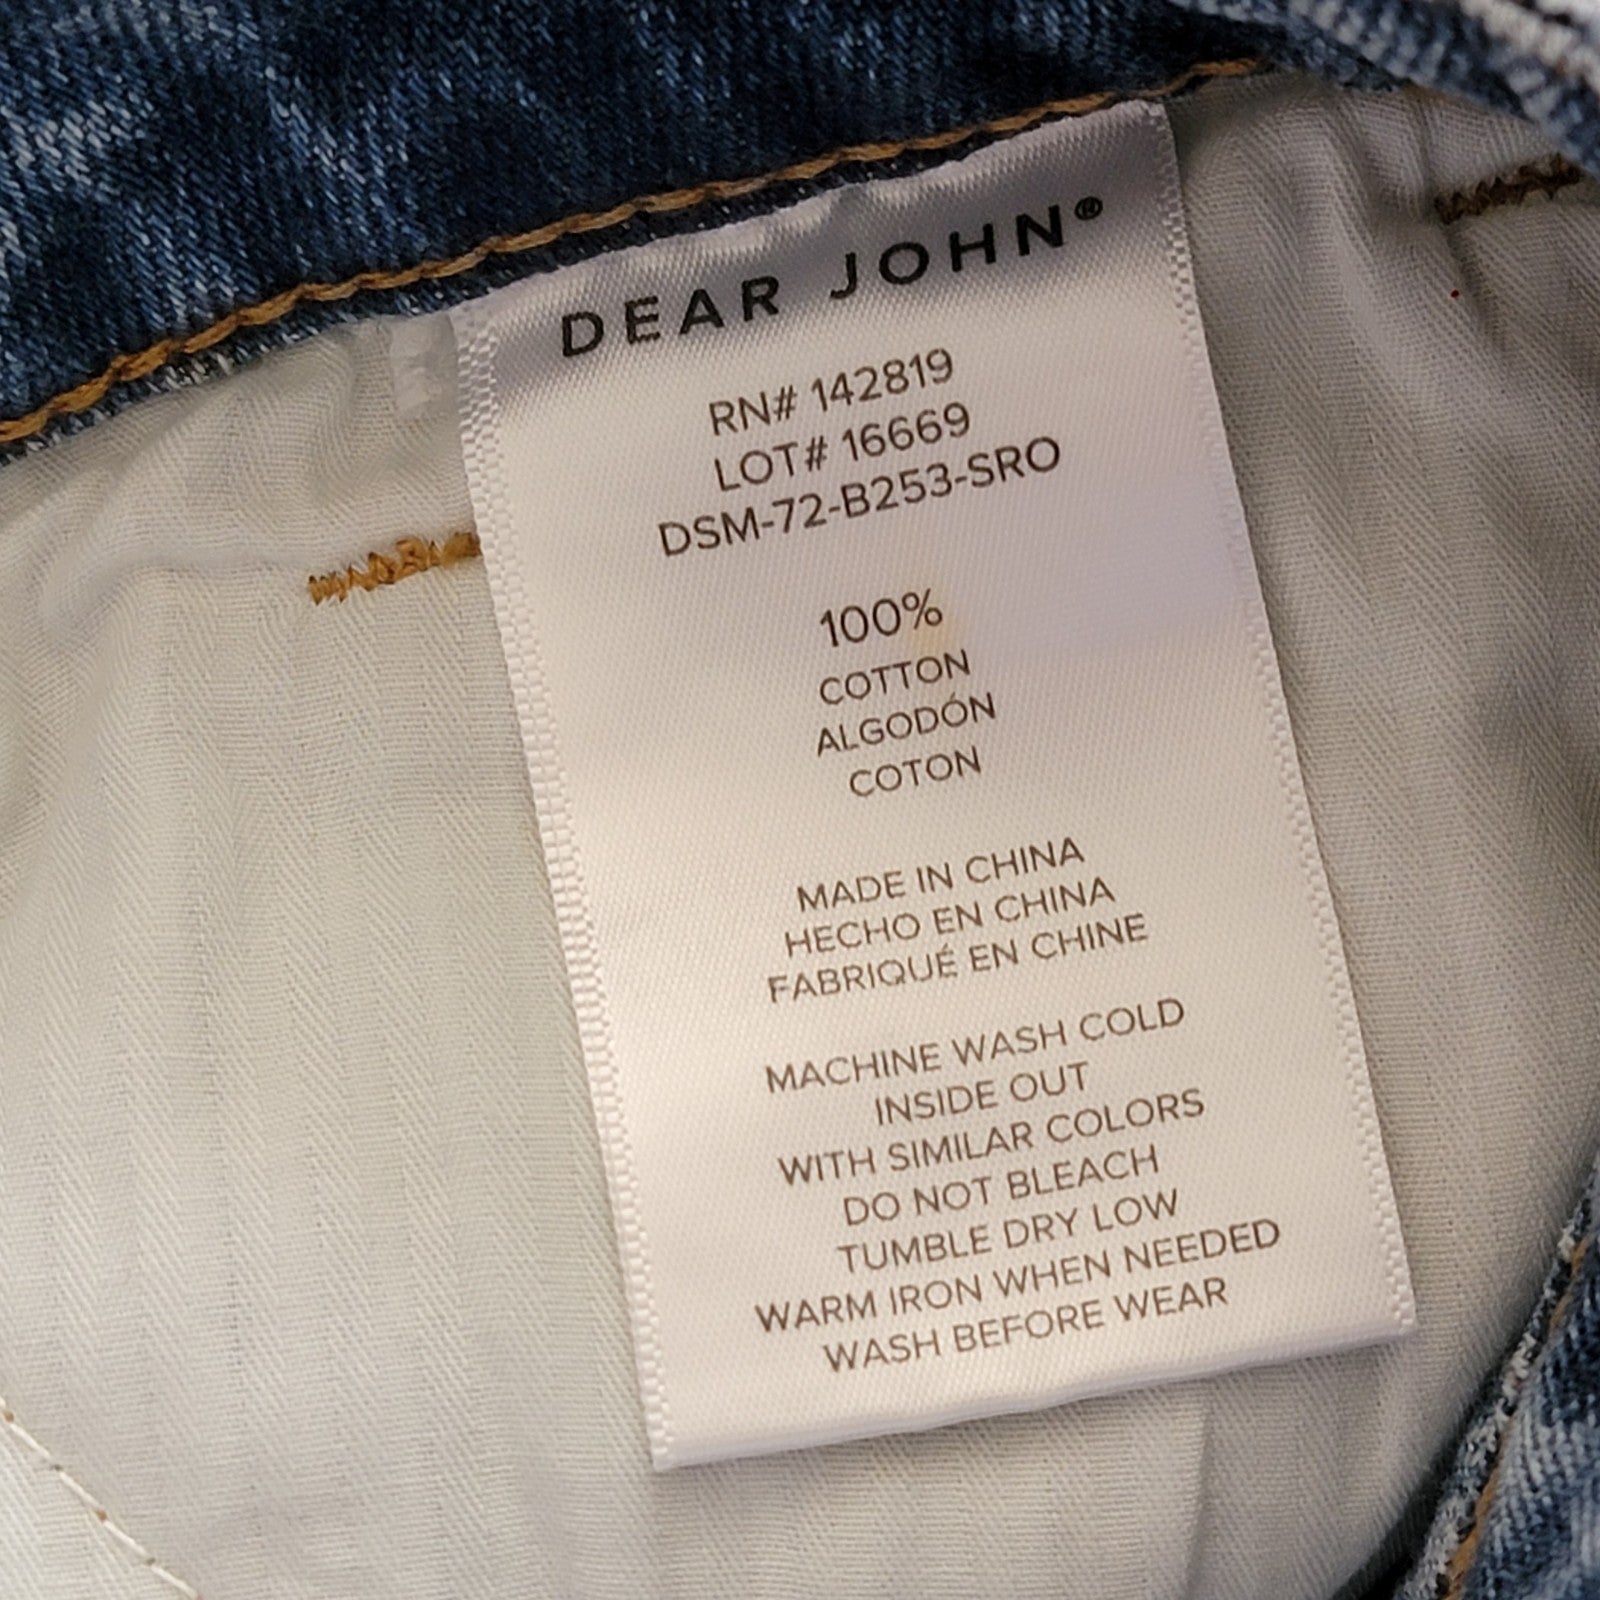 DEAR JOHN®
RN# 142819
LOT# 16669
DSM-72-B253-SRO
100%
COTTON
ALGODÓN
COTON
MADE IN CHINA
HECHO EN CHINA
FABRIQUÉ EN CHINE
MACHINE WASH COLD
INSIDE OUT
WITH SIMILAR COLORS
DO NOT BLEACH
TUMBLE DRY LOW
WARM IRON WHEN NEEDED
WASH BEFORE WEAR